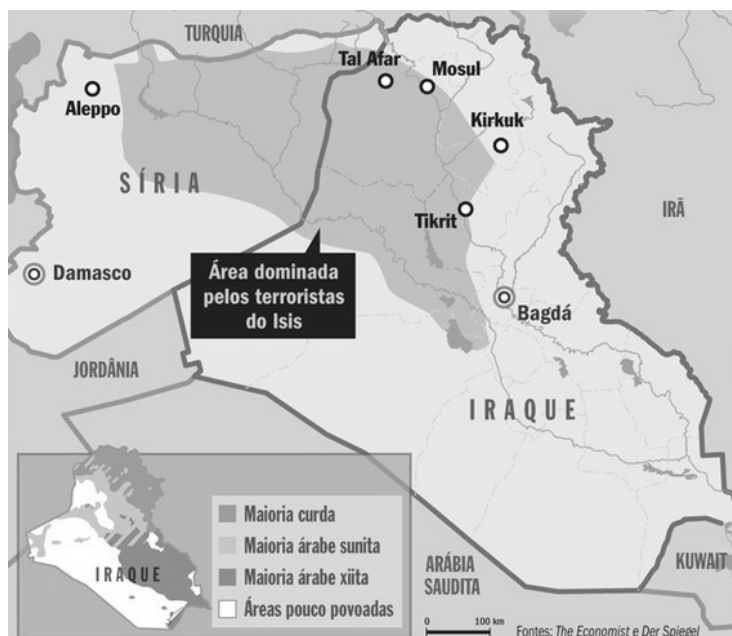 TURQUIA
Tal Afar
Mosul
Aleppo
Kirkuk
SÍRIA
IRÃ
Tikrit
Área dominada
pelos terroristas
do Isis
Damasco
Bagdá
JORDÂNIA
IRAQUE
Maioria curda
Maioria árabe sunita
Maioria árabe xiita
Áreas pouco povoadas
IRAQUE
ARÁBIA
SAUDITA
KUWAIT
0 100 km
Fontes: The Economist e Der Spiegel